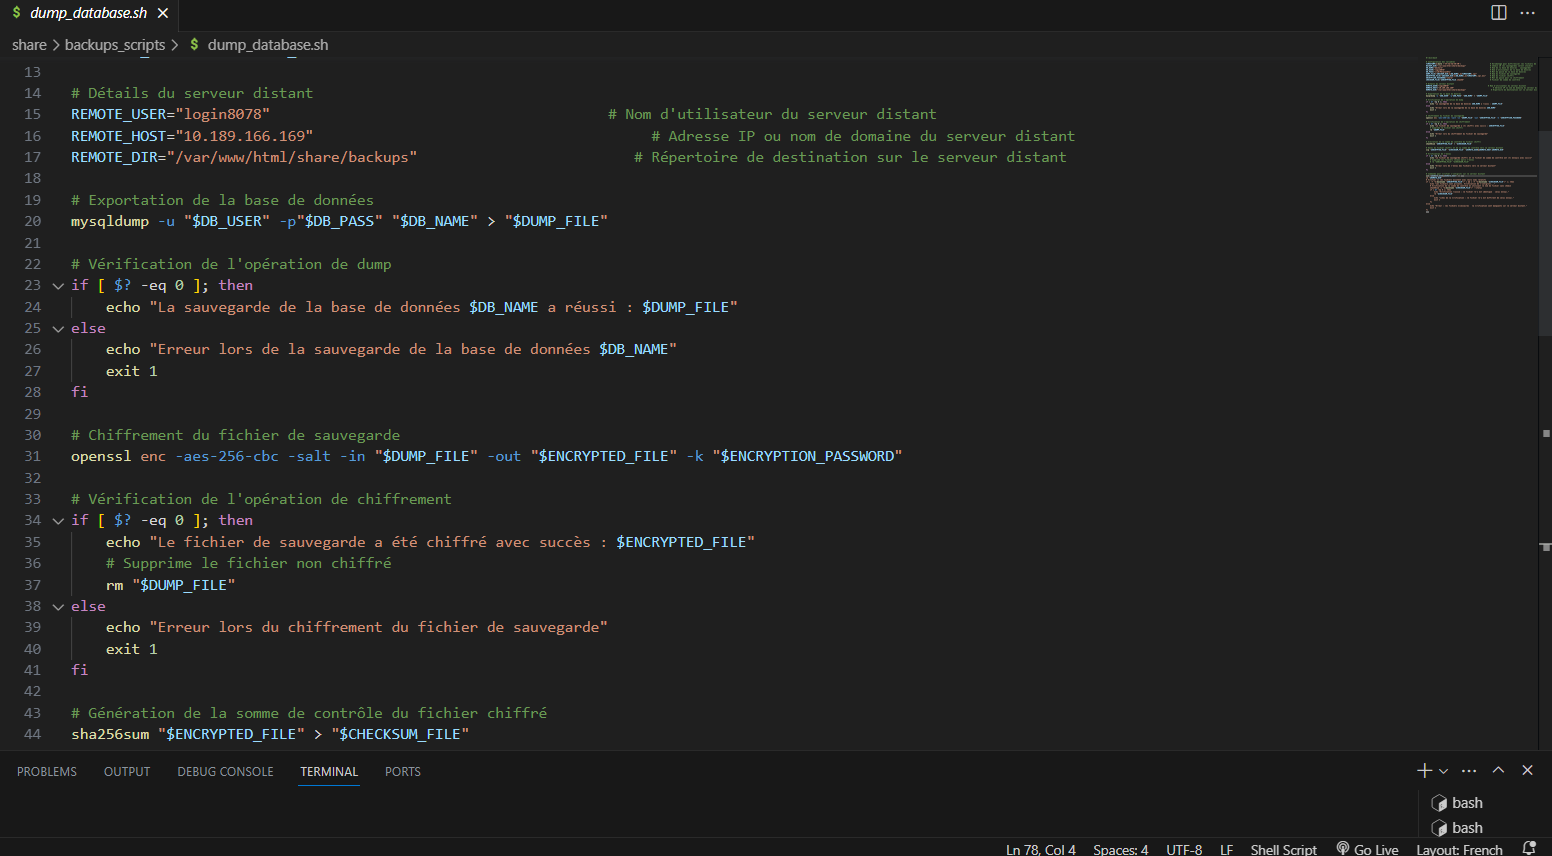 $ dump_database.sh ×
share > backups_scripts > $ dump_database.sh
13
14 # Détails du serveur distant
15 REMOTE_USER="login8078" # Nom d'utilisateur du serveur distant
16 REMOTE_HOST="10.189.166.169" # Adresse IP ou nom de domaine du serveur distant
17 REMOTE_DIR="/var/www/html/share/backups" # Répertoire de destination sur le serveur distant
18
19 # Exportation de la base de données
20 mysqldump -u "$DB_USER" -p"$DB_PASS" "$DB_NAME" > "$DUMP_FILE"
21
22 # Vérification de l'opération de dump
23 if [ $? -eq 0 ]; then
24 echo "La sauvegarde de la base de données $DB_NAME a réussi : $DUMP_FILE"
25 else
26 echo "Erreur lors de la sauvegarde de la base de données $DB_NAME"
27 exit 1
28 fi
29
30 # Chiffrement du fichier de sauvegarde
31 openssl enc -aes-256-cbc -salt -in "$DUMP_FILE" -out "$ENCRYPTED_FILE" -k "$ENCRYPTION_PASSWORD"
32
33 # Vérification de l'opération de chiffrement
34 if [ $? -eq 0 ]; then
35 echo "Le fichier de sauvegarde a été chiffré avec succès : $ENCRYPTED_FILE"
36 # Supprime le fichier non chiffré
37 rm "$DUMP_FILE"
38 else
39 echo "Erreur lors du chiffrement du fichier de sauvegarde"
40 exit 1
41 fi
42
43 # Génération de la somme de contrôle du fichier chiffré
44 sha256sum "$ENCRYPTED_FILE" > "$CHECKSUM_FILE"
PROBLEMS OUTPUT DEBUG CONSOLE TERMINAL PORTS
bash
bash
Ln 78, Col 4 Spaces: 4 UTF-8 LF Shell Script Go Live Layout: French